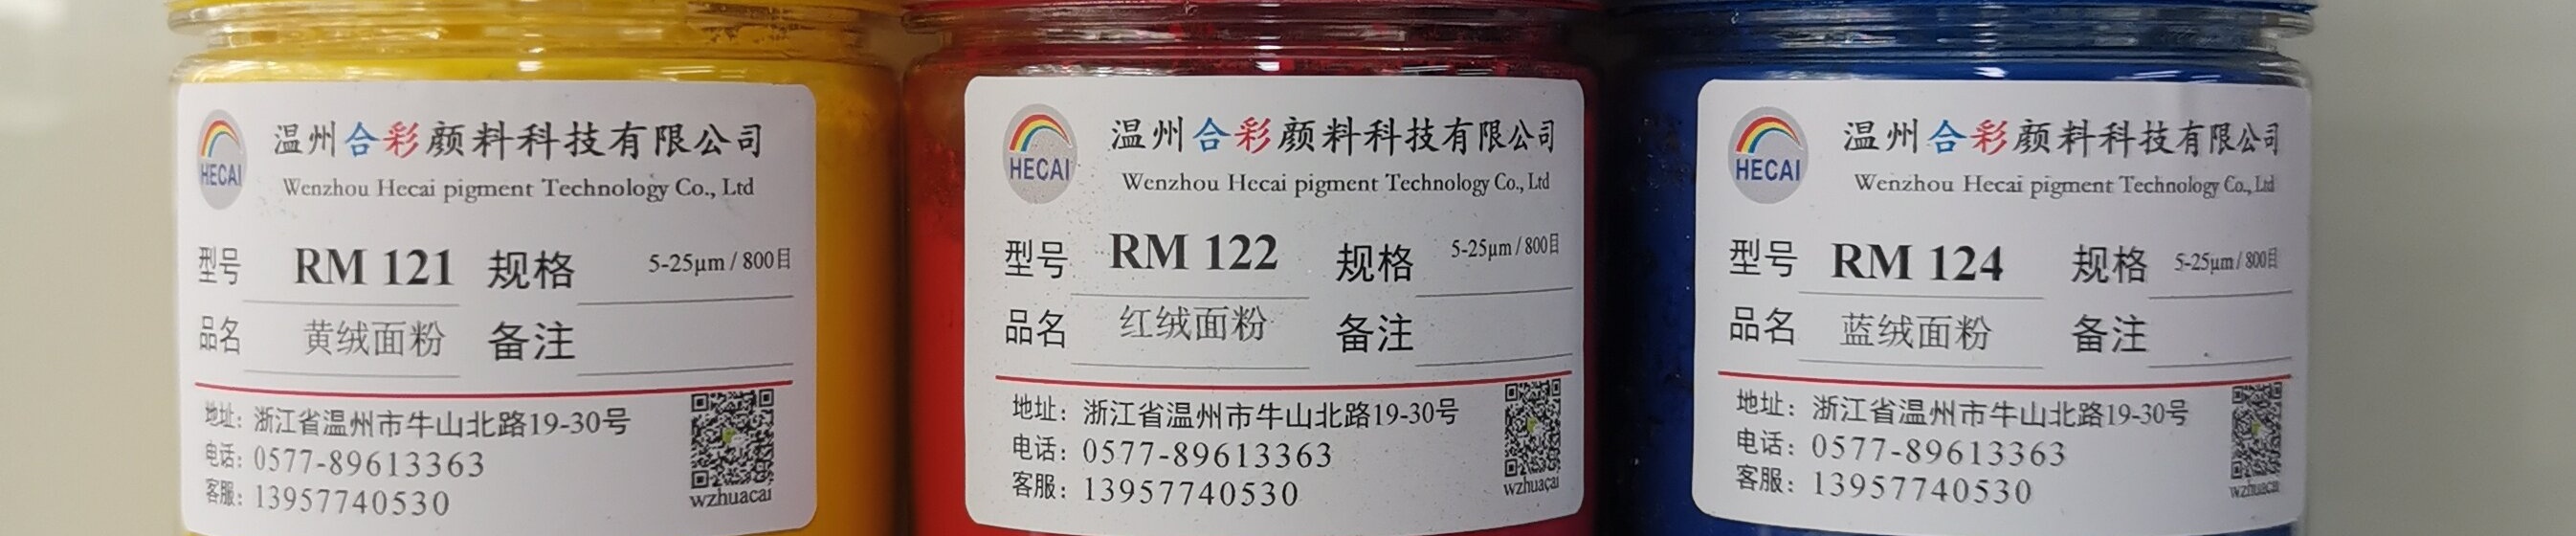 HECAI
温州合彩颜料科技有限公司
Wenzhou Hecai pigment Technology Co., Ltd
型号 RM 121 规格 5-25μm / 800目
品名 黄绒面粉 备注
地址：浙江省温州市牛山北路19-30号
电话：0577-89613363
客服：13957740530
wzhuacai
HECAI
温州合彩颜料科技有限公司
Wenzhou Hecai pigment Technology Co., Ltd
型号 RM 122 规格 5-25μm / 800目
品名 红绒面粉 备注
地址：浙江省温州市牛山北路19-30号
电话：0577-89613363
客服：13957740530
wzhuacai
HECAI
温州合彩颜料科技有限公司
Wenzhou Hecai pigment Technology Co., Ltd
型号 RM 124 规格 5-25μm / 800目
品名 蓝绒面粉 备注
地址：浙江省温州市牛山北路19-30号
电话：0577-89613363
客服：13957740530
wzhuacai